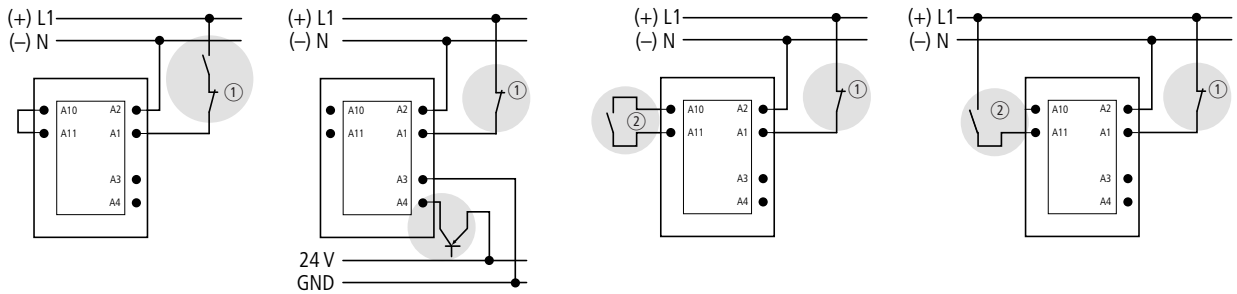 (+) L1
(–) N
①
A10
A2
A11
A1
A3
A4
(+) L1
(–) N
①
A10
A2
A11
A1
A3
A4
24 V
GND
(+) L1
(–) N
①
②
A10
A2
A11
A1
A3
A4
(+) L1
(–) N
①
②
A10
A2
A11
A1
A3
A4